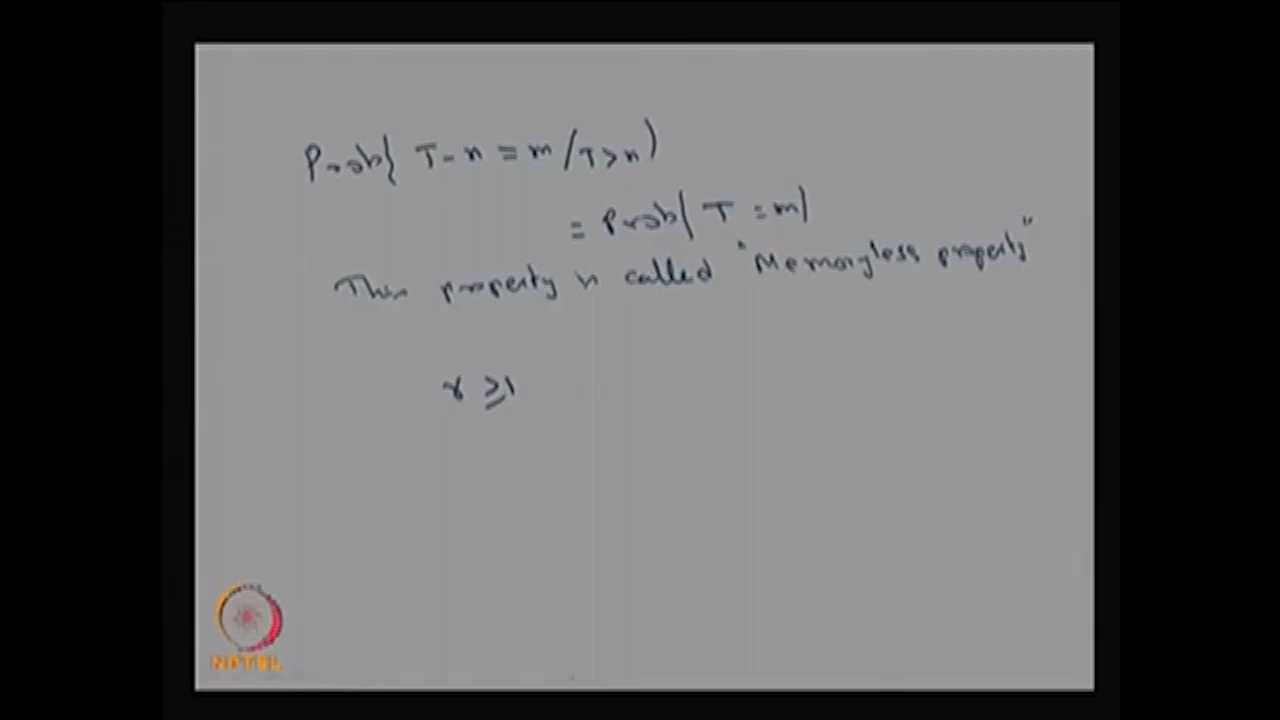 Prob{ T-n = m / T > n )
= Prob( T = m )
This property is called "Memoryless property"
r ≥ 1
NPTEL